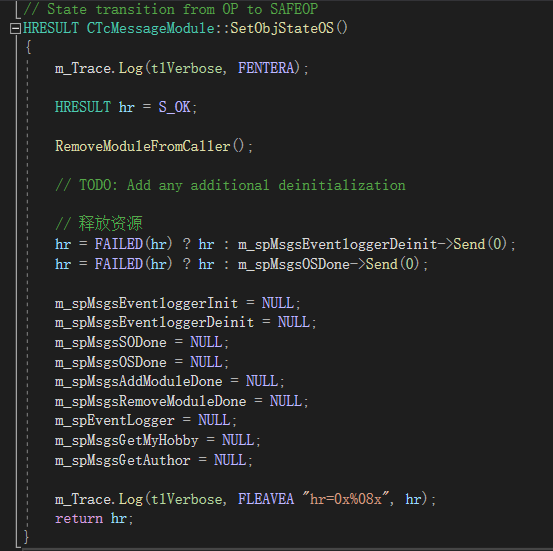 // State transition from OP to SAFEOP
HRESULT CTcMessageModule::SetObjStateOS()
{
m_Trace.Log(tlVerbose, FENTERA);
HRESULT hr = S_OK;
RemoveModuleFromCaller();
// TODO: Add any additional deinitialization
// 释放资源
hr = FAILED(hr) ? hr : m_spMsgsEventloggerDeinit->Send(0);
hr = FAILED(hr) ? hr : m_spMsgsOSDone->Send(0);
m_spMsgsEventloggerInit = NULL;
m_spMsgsEventloggerDeinit = NULL;
m_spMsgsSODone = NULL;
m_spMsgsOSDone = NULL;
m_spMsgsAddModuleDone = NULL;
m_spMsgsRemoveModuleDone = NULL;
m_spEventLogger = NULL;
m_spMsgsGetMyHobby = NULL;
m_spMsgsGetAuthor = NULL;
m_Trace.Log(tlVerbose, FLEAVEA "hr=0x%08x", hr);
return hr;
}